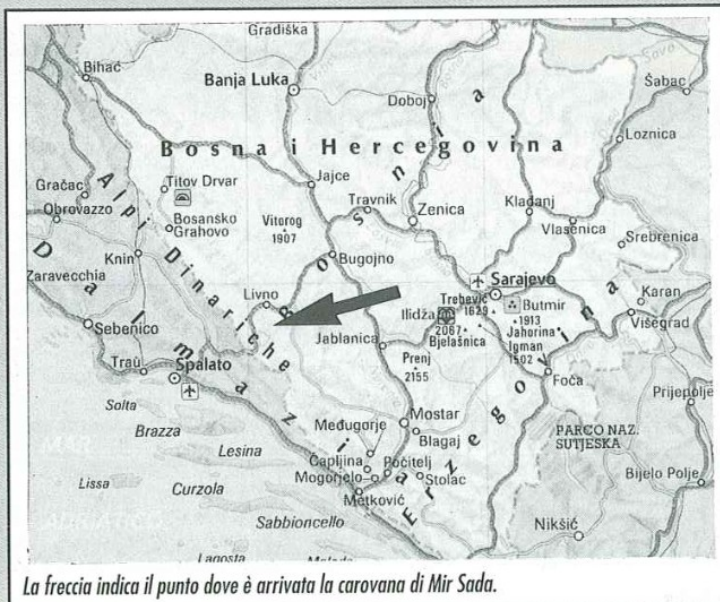 Gradiška
Bihać
Banja Luka
Doboj
Šabac
Loznica
Bosna i Hercegovina
Gračac
Obrovazzo
Titov Drvar
Bosansko
Grahovo
Jajce
Vitorog
1907
Travnik
Zenica
Kladanj
Vlasenica
Srebrenica
Alpi Dinariche
Knin
Zaravecchia
Bugojno
Bosnia
Livno
Sarajevo
Trebević
1629
Butmir
Karan
Ilidža
1913
Jahorina
Višegrad
Sebenico
Dalmazia
2067
Bjelašnica
Igman
1502
Jablanica
Prenj
2155
Foča
Traù
Spalato
Prijepolje
Solta
Brazza
Mostar
Blagaj
PARCO NAZ.
SUTJESKA
Lesina
Međugorje
Čapljina
Počitelj
Mogorjelo
Stolac
Erzegovina
Bijelo Polje
Lissa
Curzola
Metković
ADRIATICO
Sabbioncello
Nikšić
Lagosta
La freccia indica il punto dove è arrivata la carovana di Mir Sada.